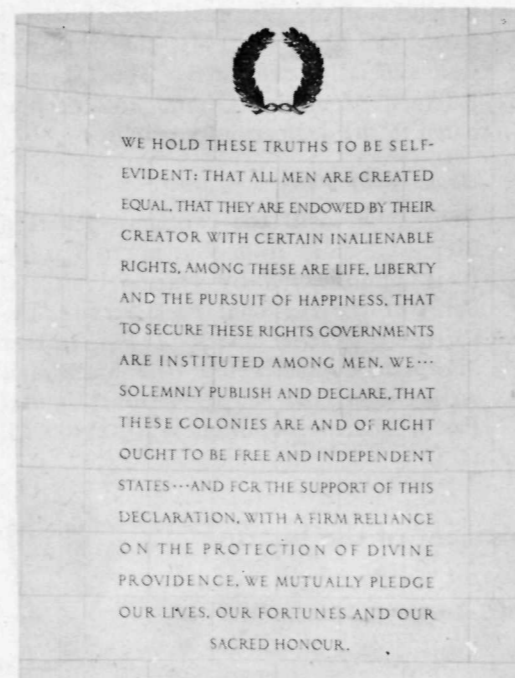 WE HOLD THESE TRUTHS TO BE SELF-
EVIDENT: THAT ALL MEN ARE CREATED
EQUAL, THAT THEY ARE ENDOWED BY THEIR
CREATOR WITH CERTAIN INALIENABLE
RIGHTS, AMONG THESE ARE LIFE, LIBERTY
AND THE PURSUIT OF HAPPINESS, THAT
TO SECURE THESE RIGHTS GOVERNMENTS
ARE INSTITUTED AMONG MEN. WE···
SOLEMNLY PUBLISH AND DECLARE, THAT
THESE COLONIES ARE AND OF RIGHT
OUGHT TO BE FREE AND INDEPENDENT
STATES···AND FOR THE SUPPORT OF THIS
DECLARATION, WITH A FIRM RELIANCE
ON THE PROTECTION OF DIVINE
PROVIDENCE, WE MUTUALLY PLEDGE
OUR LIVES, OUR FORTUNES AND OUR
SACRED HONOUR.